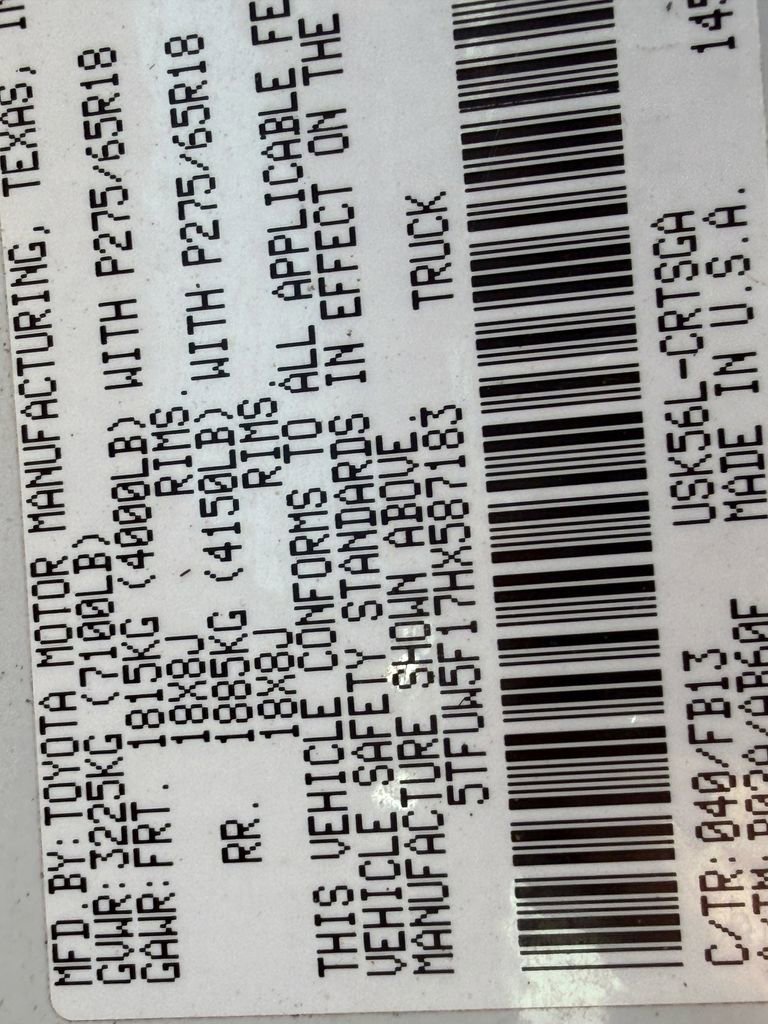 MFD.BY: TOYOTA MOTOR MANUFACTURING, TEXAS,
GVWR: 3225KG (7100LB)
GAWR: FRT. 1815KG (4000LB) WITH P275/65R18
18X8J RIMS.
RR. 1885KG (4150LB) WITH P275/65R18
18X8J RIMS
THIS VEHICLE CONFORMS TO ALL APPLICABLE FE
VEHICLE SAFETY STANDARDS IN EFFECT ON THE
MANUFACTURE SHOWN ABOVE.
5TFUW5F17HX587183 TRUCK
C/TR: 040/FB13 USK56L-CRTSGA
MADE IN U.S.A.